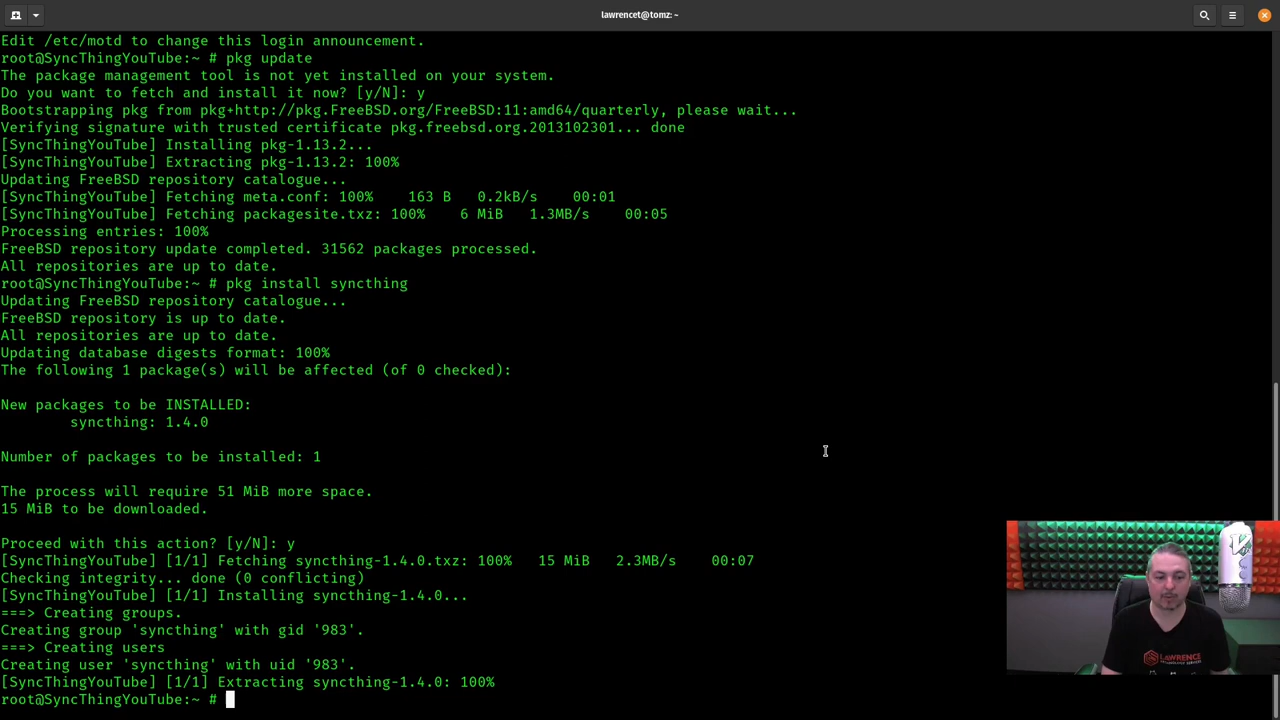 lawrencet@tomz: ~
Edit /etc/motd to change this login announcement.
root@SyncThingYouTube:~ # pkg update
The package management tool is not yet installed on your system.
Do you want to fetch and install it now? [y/N]: y
Bootstrapping pkg from pkg+http://pkg.FreeBSD.org/FreeBSD:11:amd64/quarterly, please wait...
Verifying signature with trusted certificate pkg.freebsd.org.2013102301... done
[SyncThingYouTube] Installing pkg-1.13.2...
[SyncThingYouTube] Extracting pkg-1.13.2: 100%
Updating FreeBSD repository catalogue...
[SyncThingYouTube] Fetching meta.conf: 100%    163 B   0.2kB/s    00:01
[SyncThingYouTube] Fetching packagesite.txz: 100%    6 MiB   1.3MB/s    00:05
Processing entries: 100%
FreeBSD repository update completed. 31562 packages processed.
All repositories are up to date.
root@SyncThingYouTube:~ # pkg install syncthing
Updating FreeBSD repository catalogue...
FreeBSD repository is up to date.
All repositories are up to date.
Updating database digests format: 100%
The following 1 package(s) will be affected (of 0 checked):
New packages to be INSTALLED:
syncthing: 1.4.0
Number of packages to be installed: 1
The process will require 51 MiB more space.
15 MiB to be downloaded.
Proceed with this action? [y/N]: y
[SyncThingYouTube] [1/1] Fetching syncthing-1.4.0.txz: 100%   15 MiB   2.3MB/s    00:07
Checking integrity... done (0 conflicting)
[SyncThingYouTube] [1/1] Installing syncthing-1.4.0...
===> Creating groups.
Creating group 'syncthing' with gid '983'.
===> Creating users
Creating user 'syncthing' with uid '983'.
[SyncThingYouTube] [1/1] Extracting syncthing-1.4.0: 100%
root@SyncThingYouTube:~ #
LAWRENCE